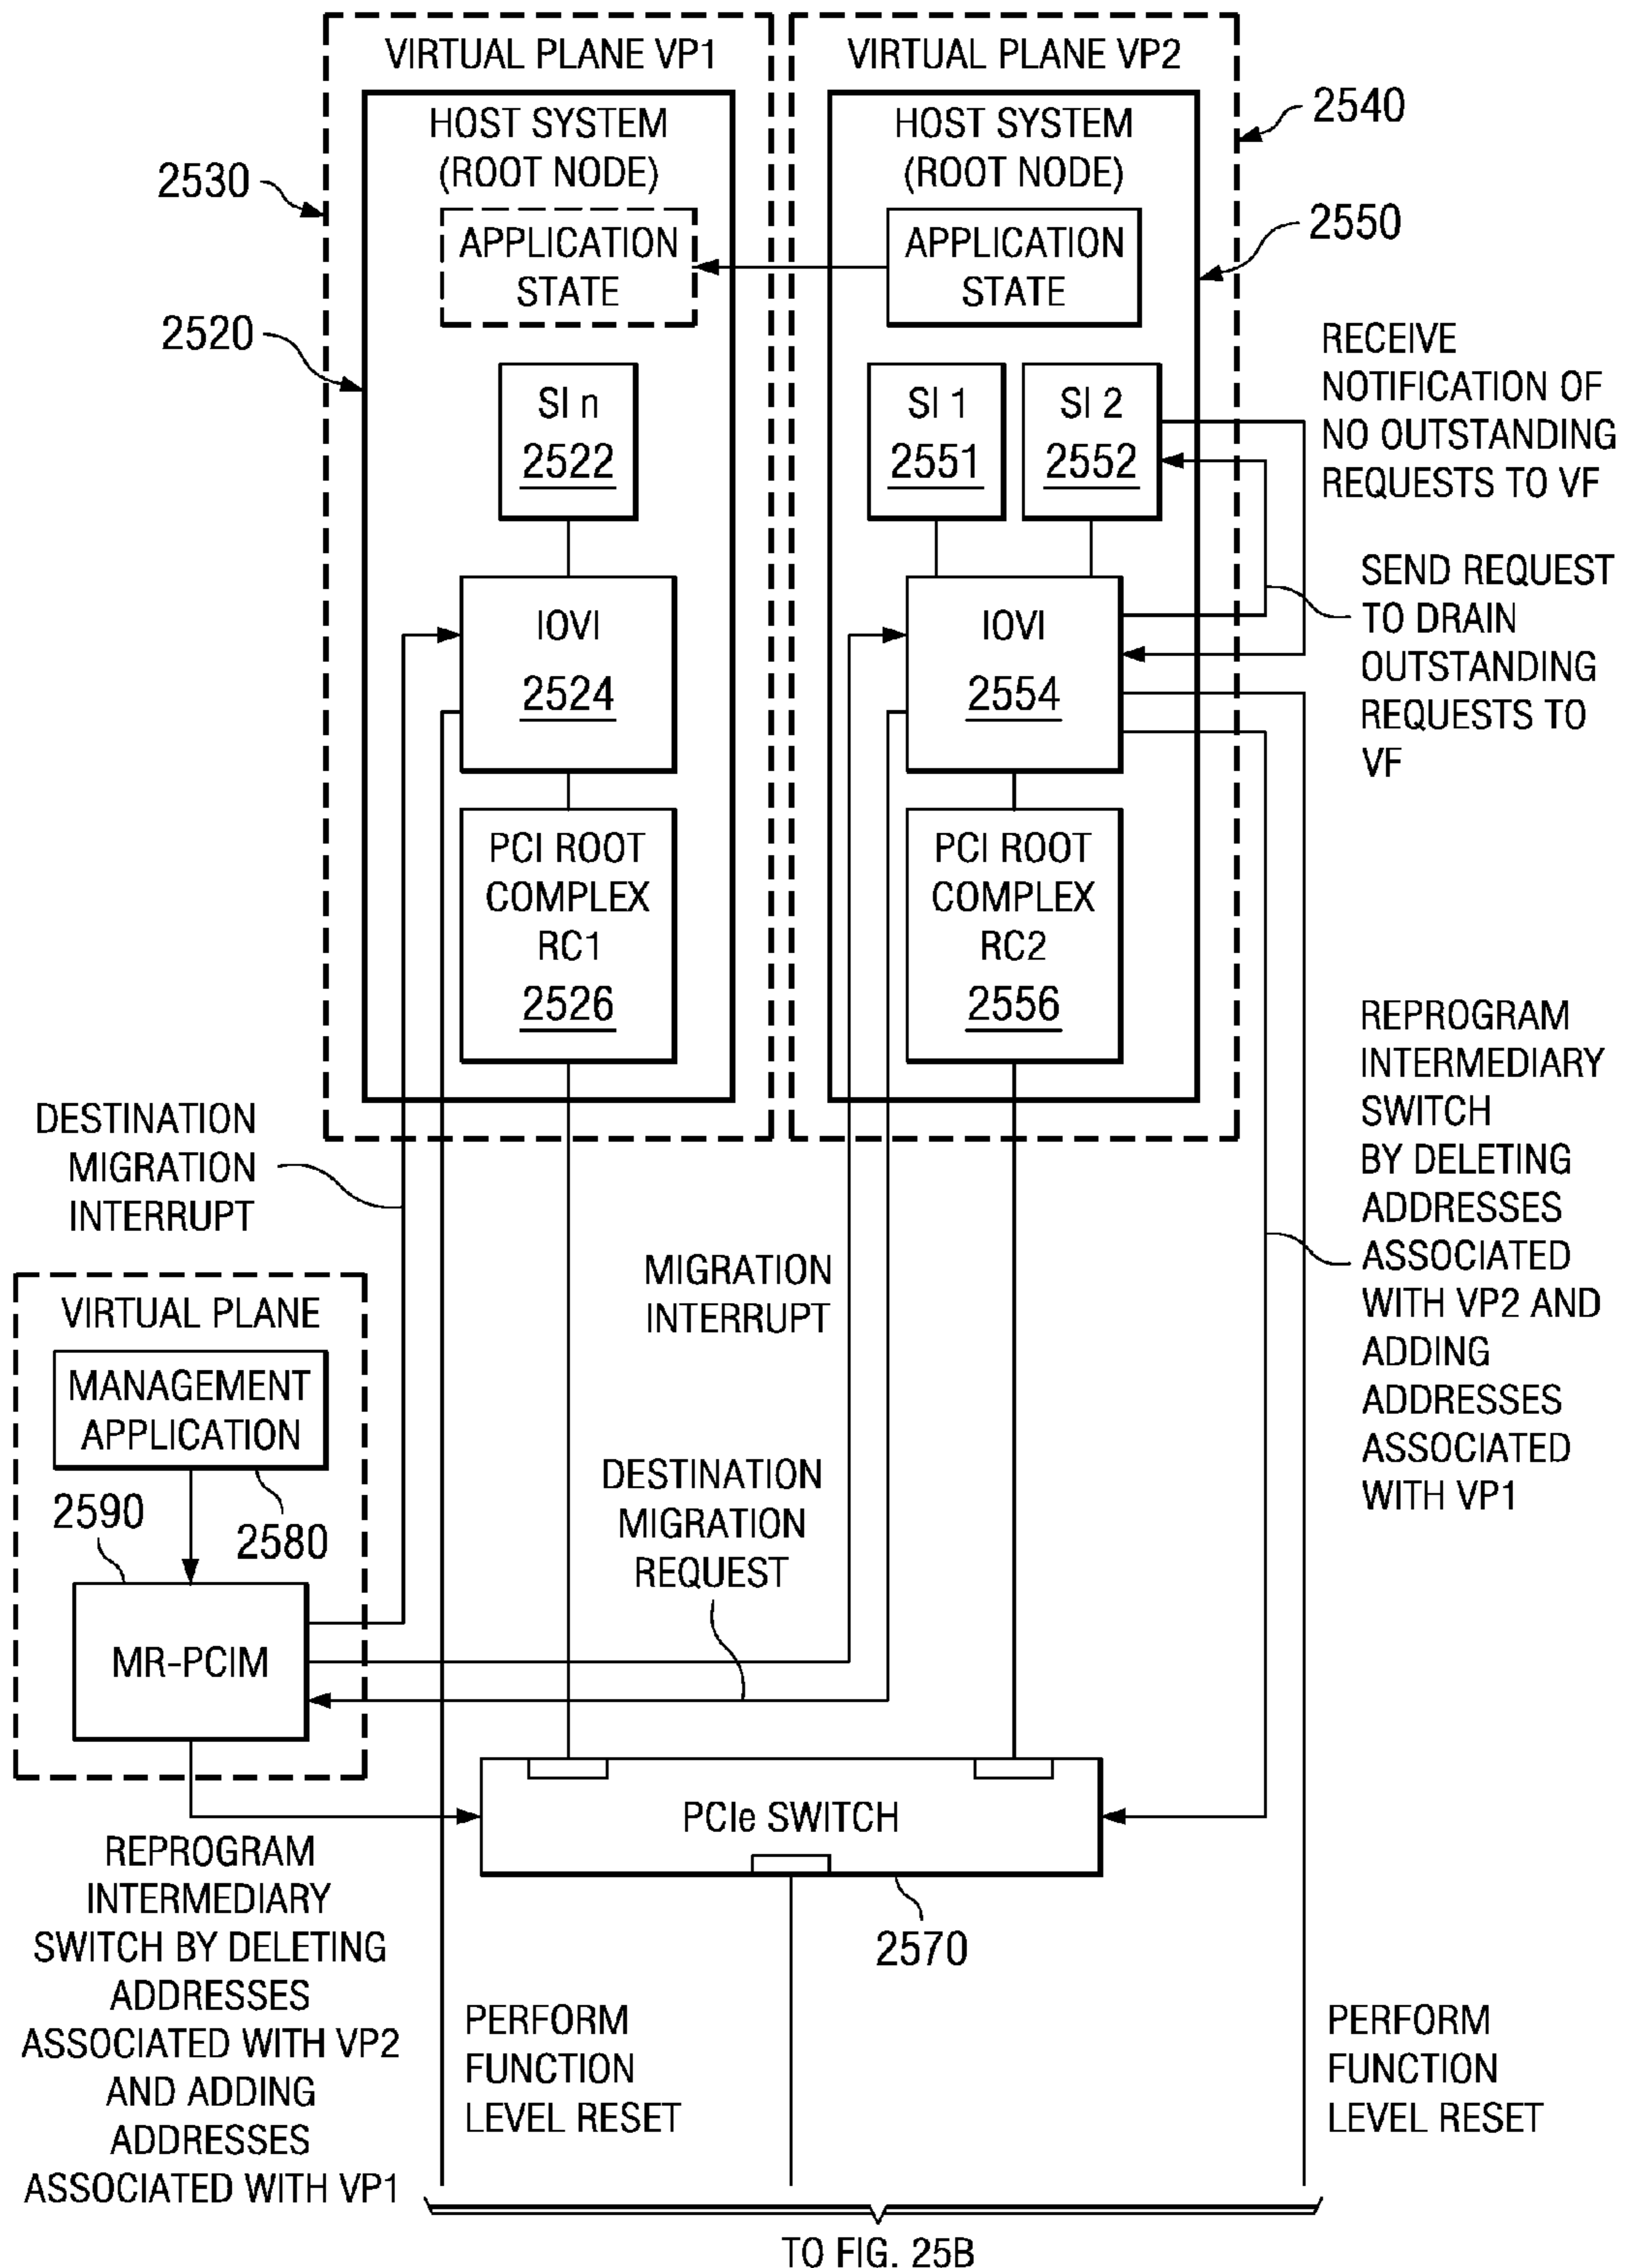 VIRTUAL PLANE VP1
VIRTUAL PLANE VP2
HOST SYSTEM
(ROOT NODE)
HOST SYSTEM
(ROOT NODE)
2540
2530
2550
APPLICATION
STATE
APPLICATION
STATE
2520
SI n
2522
SI 1
2551
SI 2
2552
RECEIVE
NOTIFICATION OF
NO OUTSTANDING
REQUESTS TO VF
SEND REQUEST
TO DRAIN
OUTSTANDING
REQUESTS TO
VF
IOVI
2524
IOVI
2554
PCI ROOT
COMPLEX
RC1
2526
PCI ROOT
COMPLEX
RC2
2556
REPROGRAM
INTERMEDIARY
SWITCH
BY DELETING
ADDRESSES
ASSOCIATED
WITH VP2 AND
ADDING
ADDRESSES
ASSOCIATED
WITH VP1
DESTINATION
MIGRATION
INTERRUPT
MIGRATION
INTERRUPT
VIRTUAL PLANE
MANAGEMENT
APPLICATION
2590
2580
DESTINATION
MIGRATION
REQUEST
MR-PCIM
PCIe SWITCH
2570
REPROGRAM
INTERMEDIARY
SWITCH BY DELETING
ADDRESSES
ASSOCIATED WITH VP2
AND ADDING
ADDRESSES
ASSOCIATED WITH VP1
PERFORM
FUNCTION
LEVEL RESET
PERFORM
FUNCTION
LEVEL RESET
TO FIG. 25B